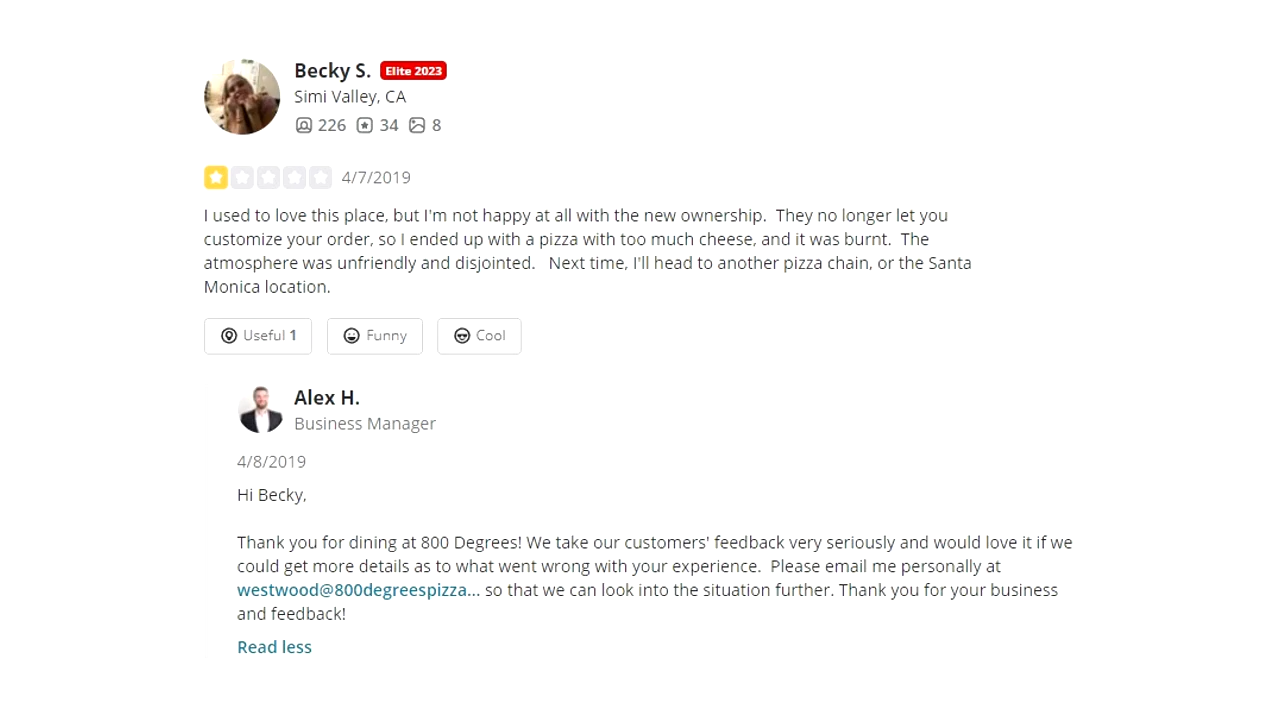 Becky S. Elite 2023
Simi Valley, CA
226 34 8
4/7/2019
I used to love this place, but I'm not happy at all with the new ownership.  They no longer let you
customize your order, so I ended up with a pizza with too much cheese, and it was burnt.  The
atmosphere was unfriendly and disjointed.   Next time, I'll head to another pizza chain, or the Santa
Monica location.
Useful 1 Funny Cool
Alex H.
Business Manager
4/8/2019
Hi Becky,
Thank you for dining at 800 Degrees! We take our customers' feedback very seriously and would love it if we
could get more details as to what went wrong with your experience.  Please email me personally at
westwood@800degreespizza... so that we can look into the situation further. Thank you for your business
and feedback!
Read less